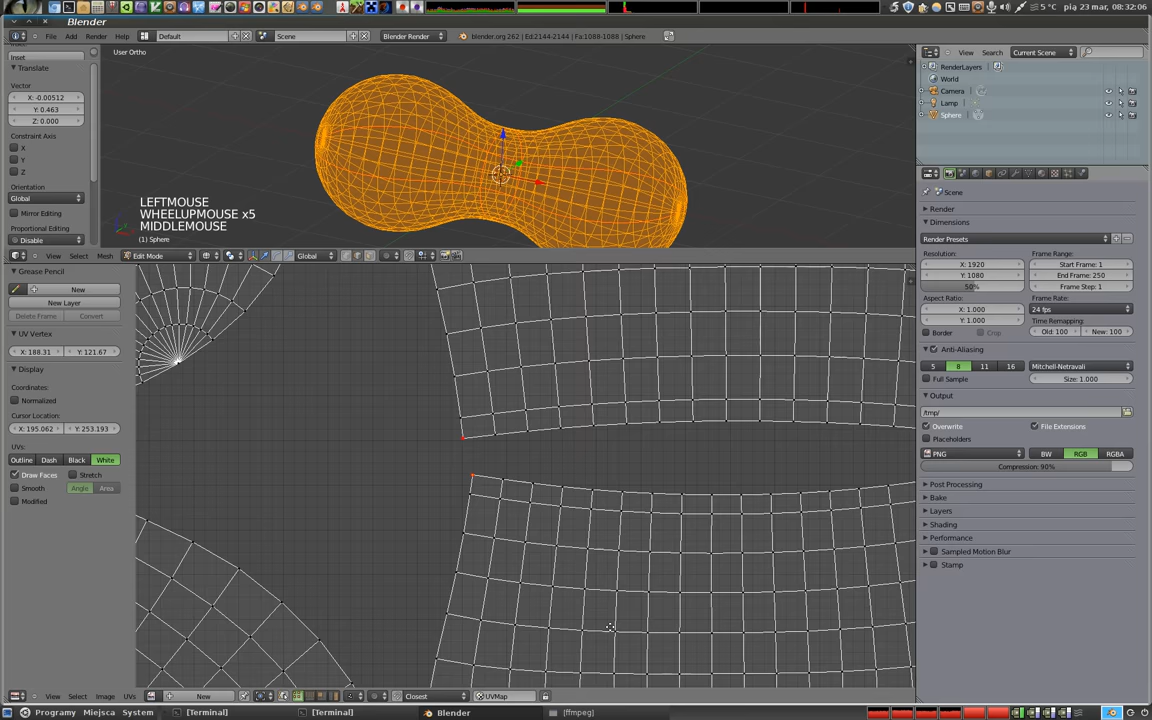 5 °C pią 23 mar, 08:32:06
Blender
File Add Render Help Default Scene Blender Render blender.org 262 | Ed:2144-2144 | Fa:1088-1088 | Sphere
Inset
Translate
Vector
X: -0.00512
Y: 0.463
Z: 0.000
Constraint Axis
X
Y
Z
Orientation
Global
Mirror Editing
Proportional Editing
Disable
User Ortho
LEFTMOUSE
WHEELUPMOUSE x5
MIDDLEMOUSE
(1) Sphere
View Select Mesh Edit Mode Global
Grease Pencil
New
New Layer
Delete Frame Convert
UV Vertex
X: 188.31 Y: 121.67
Display
Coordinates:
Normalized
Cursor Location:
X: 195.062 Y: 253.193
UVs:
Outline Dash Black White
Draw Faces Stretch
Smooth Angle Area
Modified
View Select Image UVs New Closest UVMap
View Search Current Scene
RenderLayers
World
Camera
Lamp
Sphere
Scene
Render
Dimensions
Render Presets
Resolution: Frame Range:
X: 1920 Start Frame: 1
Y: 1080 End Frame: 250
50% Frame Step: 1
Aspect Ratio: Frame Rate:
X: 1.000 24 fps
Y: 1.000 Time Remapping:
Border Crop Old: 100 New: 100
Anti-Aliasing
5 8 11 16 Mitchell-Netravali
Full Sample Size: 1.000
Output
/tmp/
Overwrite File Extensions
Placeholders
PNG BW RGB RGBA
Compression: 90%
Post Processing
Bake
Layers
Shading
Performance
Sampled Motion Blur
Stamp
Programy Miejsca System [Terminal] [Terminal] Blender [ffmpeg]